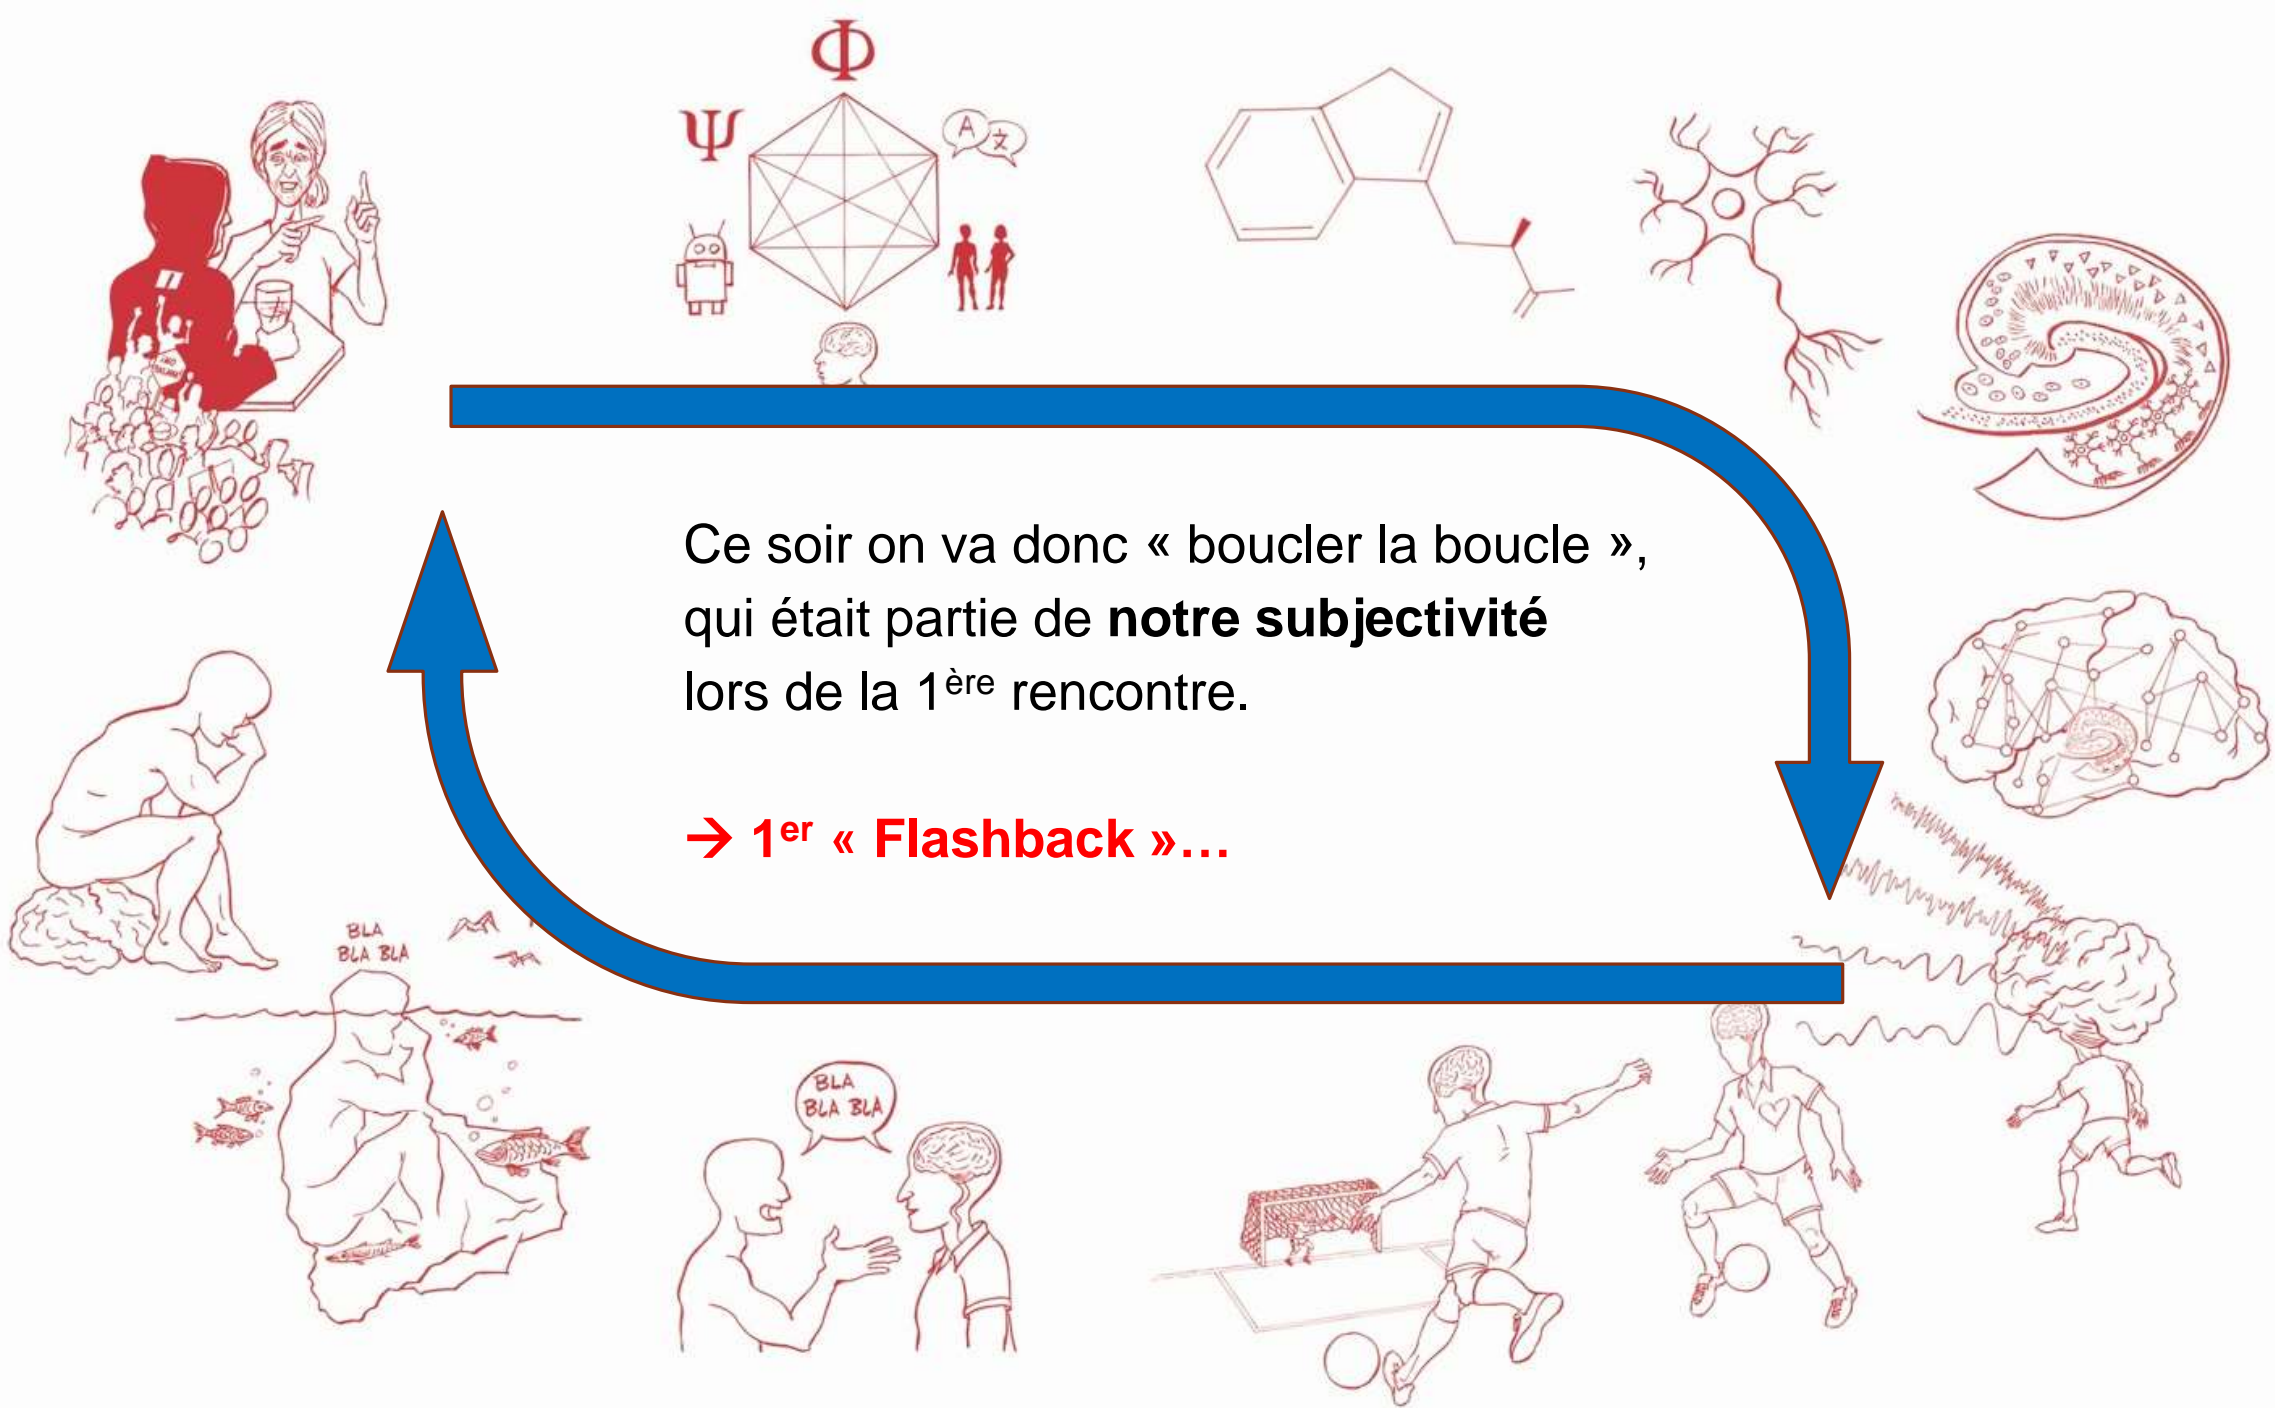 Φ
Ψ
A 文
Ce soir on va donc « boucler la boucle »,
qui était partie de notre subjectivité
lors de la 1ère rencontre.
→ 1er « Flashback »…
BLA
BLA BLA
BLA
BLA BLA